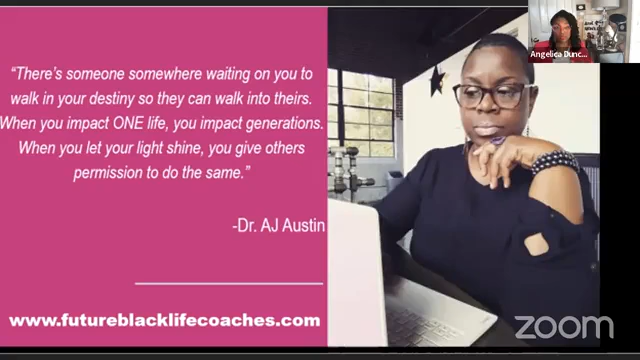 “There’s someone somewhere waiting on you to
walk in your destiny so they can walk into theirs.
When you impact ONE life, you impact generations.
When you let your light shine, you give others
permission to do the same.”
-Dr. AJ Austin
www.futureblacklifecoaches.com
Angelica Dunc...
zoom